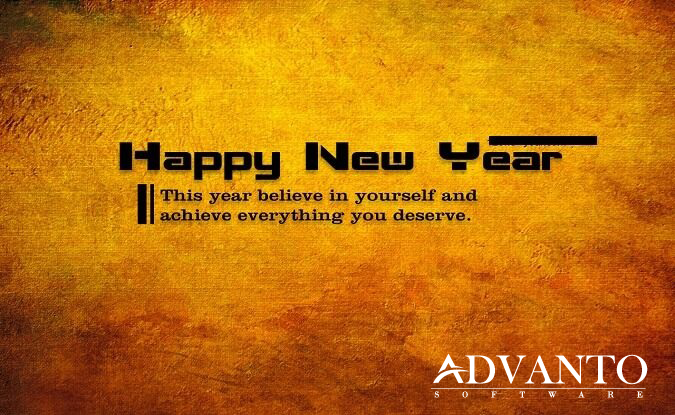 Happy New Year
This year believe in yourself and
achieve everything you deserve.
ADVANTO
SOFTWARE